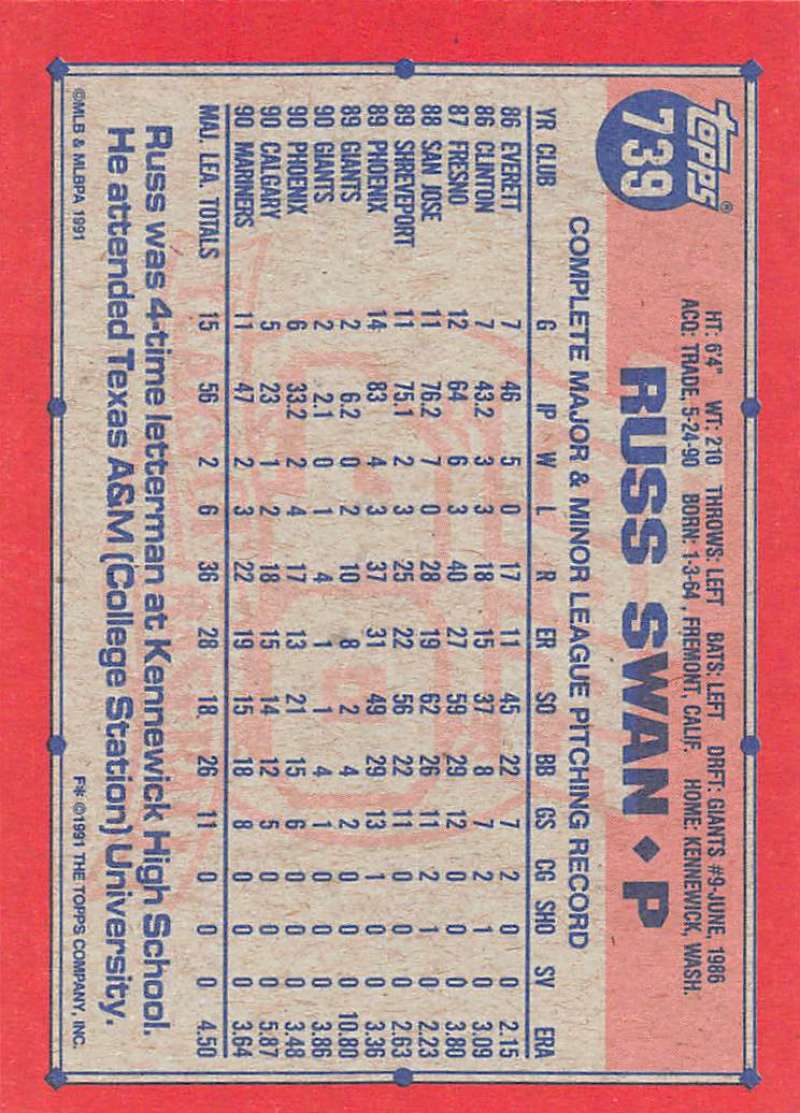 topps®
739
HT: 6'4" WT: 210 THROWS: LEFT BATS: LEFT DRFT: GIANTS #9-JUNE, 1986
ACQ: TRADE, 5-24-90 BORN: 1-3-64, FREMONT, CALIF. HOME: KENNEWICK, WASH.
RUSS SWAN ◆ P
COMPLETE MAJOR & MINOR LEAGUE PITCHING RECORD
YR CLUB G IP W L R ER SO BB GS CG SHO SV ERA
86 EVERETT 7 46 5 0 17 11 45 22 7 2 0 0 2.15
86 CLINTON 7 43.2 3 3 18 15 37 8 7 2 1 0 3.09
87 FRESNO 12 64 6 3 40 27 59 29 12 0 0 0 3.80
88 SAN JOSE 11 76.2 7 0 28 19 62 26 11 2 1 0 2.23
89 SHREVEPORT 11 75.1 2 3 25 22 56 22 11 0 0 0 2.63
89 PHOENIX 14 83 4 3 37 31 49 29 13 1 0 0 3.36
89 GIANTS 2 6.2 0 2 10 8 2 4 2 0 0 0 10.80
90 GIANTS 2 2.1 0 1 4 1 1 4 1 0 0 0 3.86
90 PHOENIX 6 33.2 2 4 17 13 21 15 6 0 0 0 3.48
90 CALGARY 5 23 1 2 18 15 14 12 5 0 0 0 5.87
90 MARINERS 11 47 2 3 22 19 15 18 8 0 0 0 3.64
MAJ. LEA. TOTALS 15 56 2 6 36 28 18. 26 11 0 0 0 4.50
Russ was 4-time letterman at Kennewick High School.
He attended Texas A&M (College Station) University.
©MLB & MLBPA 1991 F* ©1991 THE TOPPS COMPANY, INC.